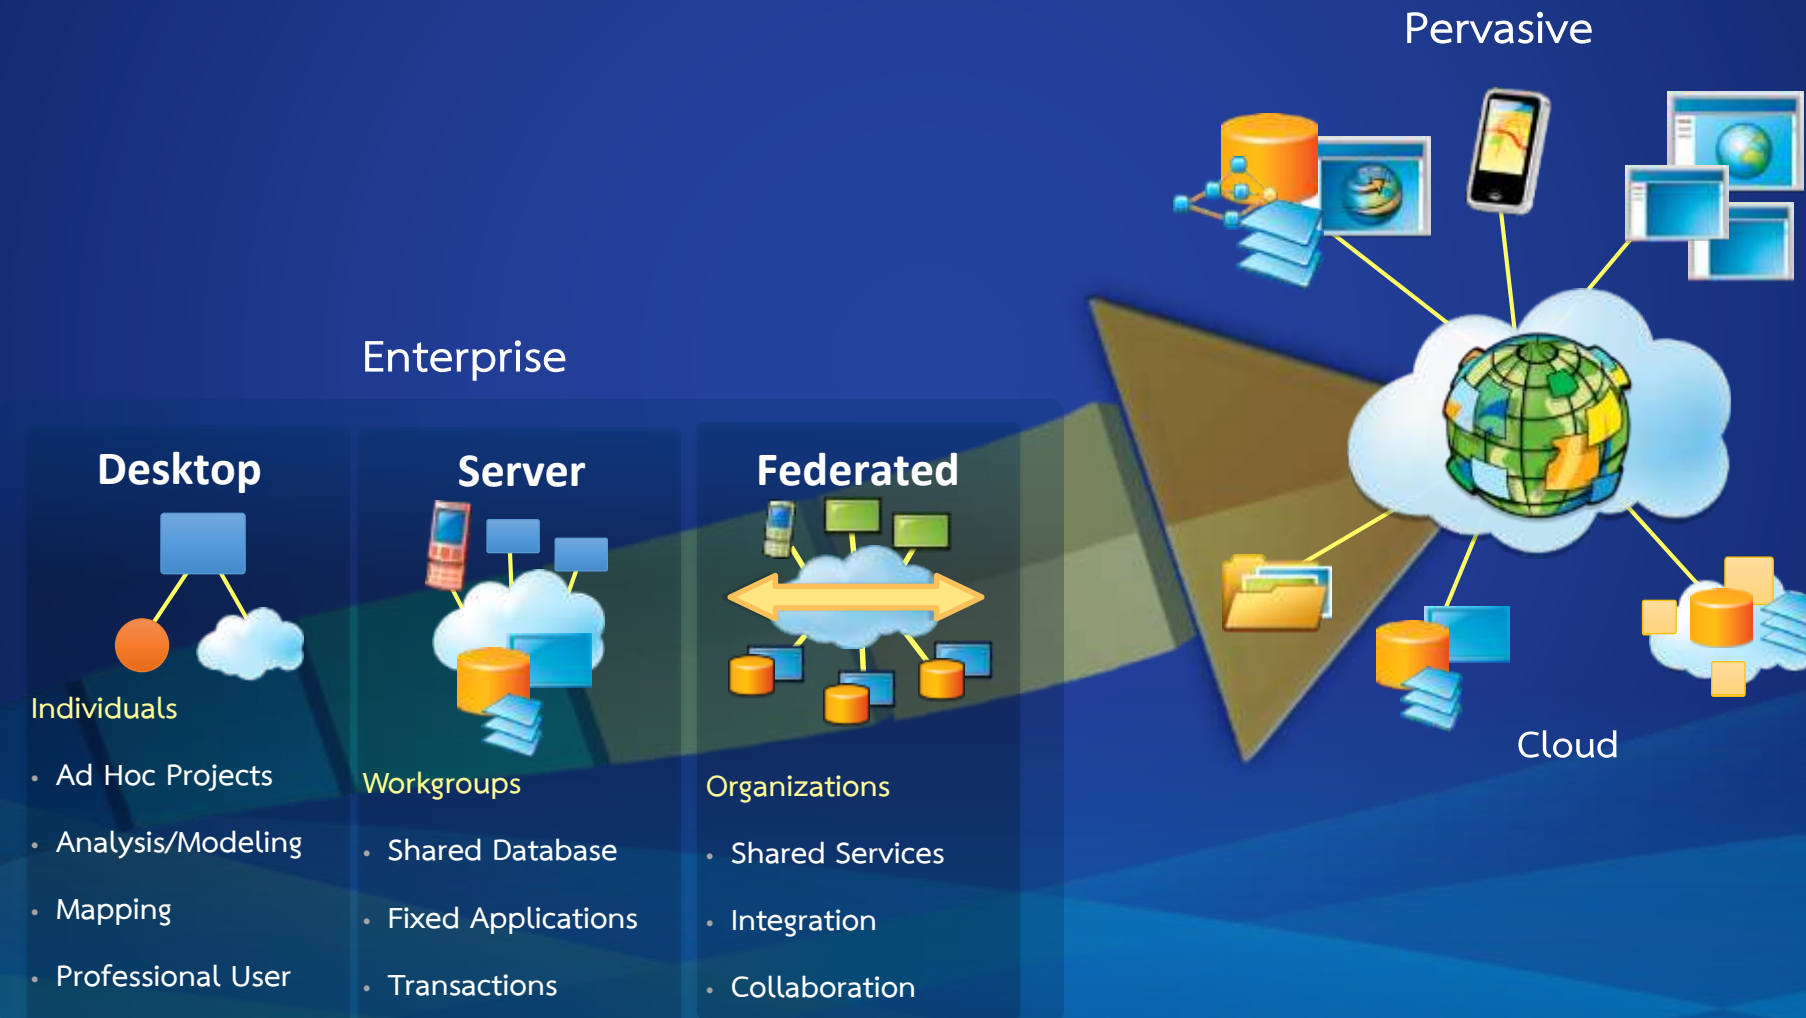 Pervasive
Enterprise
Desktop
Individuals
Ad Hoc Projects
Analysis/Modeling
Mapping
Professional User
Server
Workgroups
Shared Database
Fixed Applications
Transactions
Federated
Organizations
Shared Services
Integration
Collaboration
Cloud